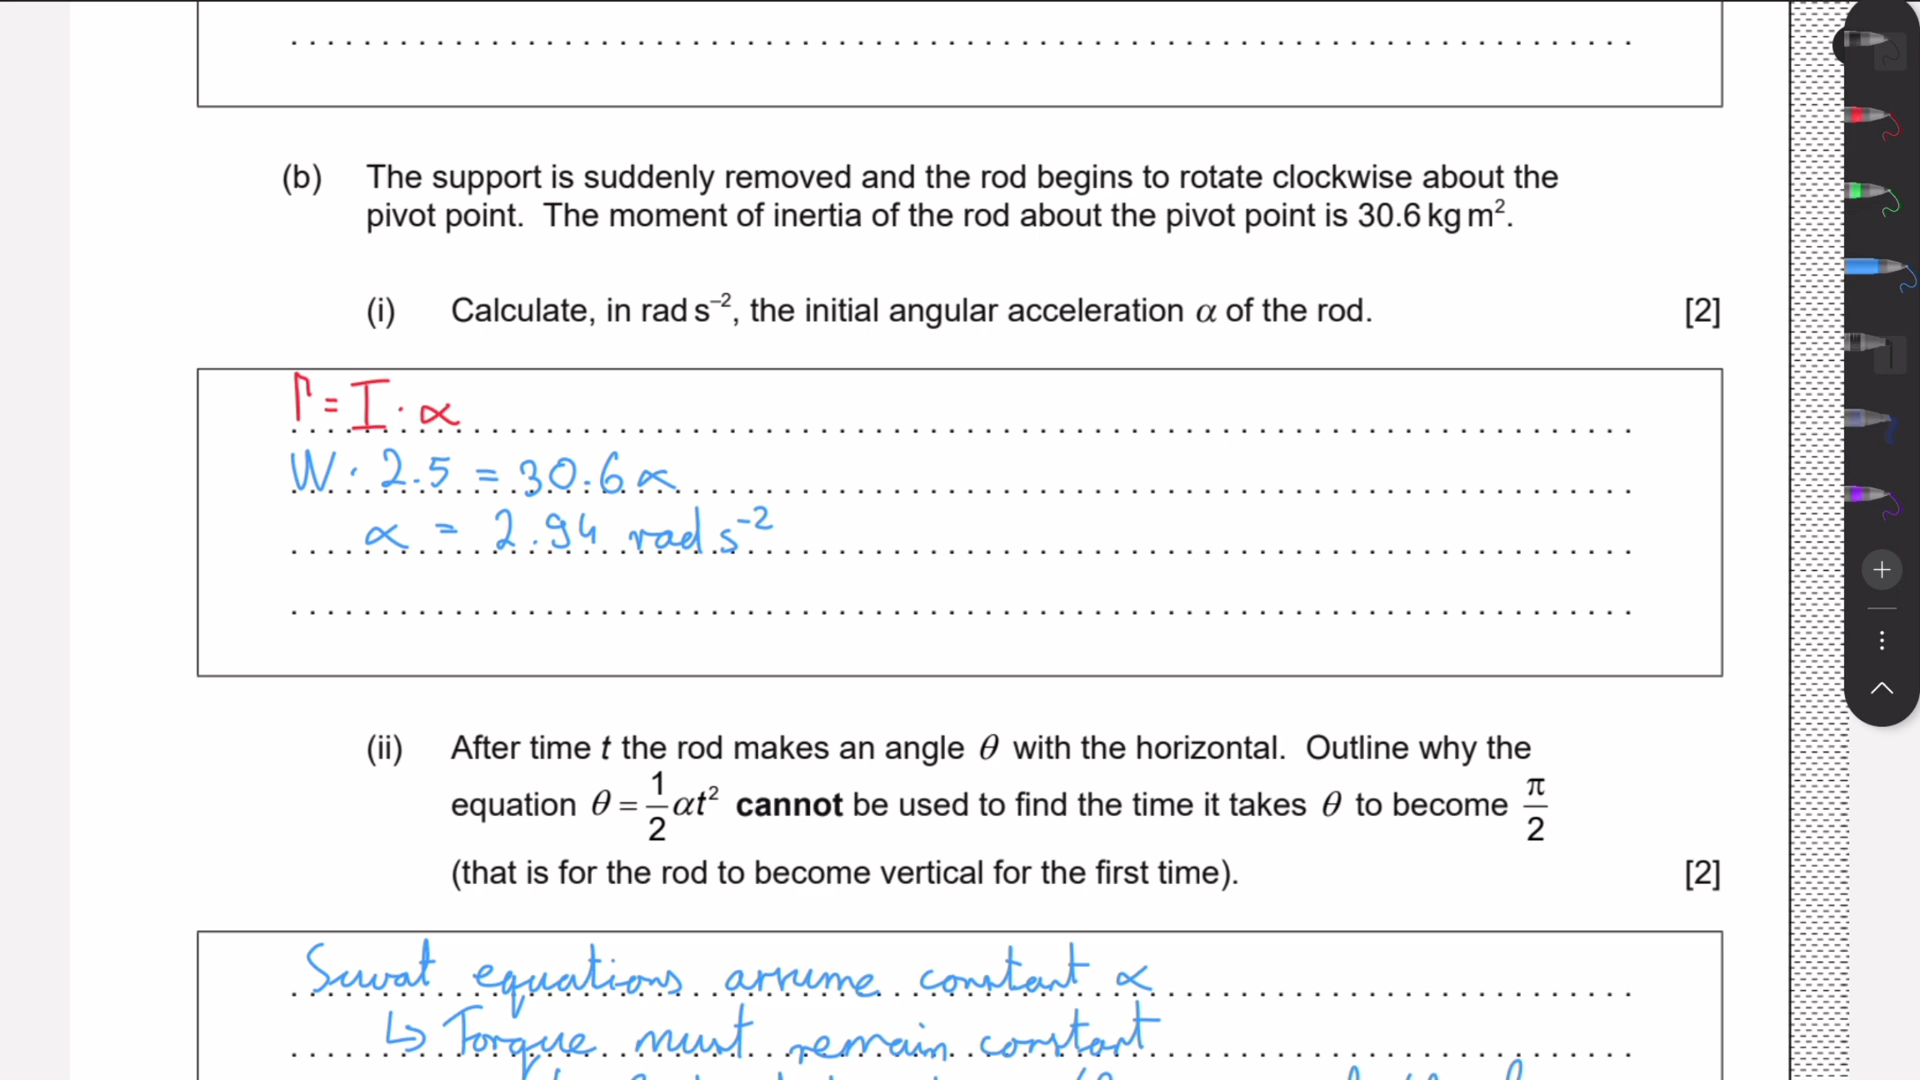 (b) The support is suddenly removed and the rod begins to rotate clockwise about the
pivot point. The moment of inertia of the rod about the pivot point is 30.6 kg m².
(i) Calculate, in rad s⁻², the initial angular acceleration α of the rod. [2]
Γ = I · α
W · 2.5 = 30.6 α
α = 2.94 rad s⁻²
(ii) After time t the rod makes an angle θ with the horizontal. Outline why the
equation θ = 1/2 αt² cannot be used to find the time it takes θ to become π/2
(that is for the rod to become vertical for the first time). [2]
Suvat equations assume constant α
↳ Torque must remain constant